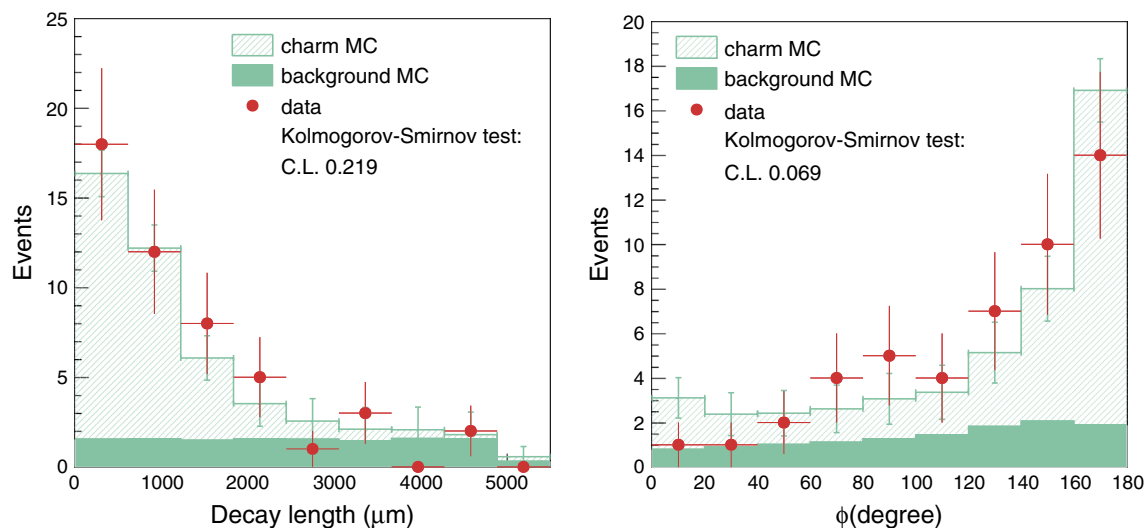 25
20
15
10
5
0
Events
charm MC
background MC
data
Kolmogorov-Smirnov test:
C.L. 0.219
0 1000 2000 3000 4000 5000
Decay length (μm)
20
18
16
14
12
10
8
6
4
2
0
Events
charm MC
background MC
data
Kolmogorov-Smirnov test:
C.L. 0.069
0 20 40 60 80 100 120 140 160 180
ϕ(degree)